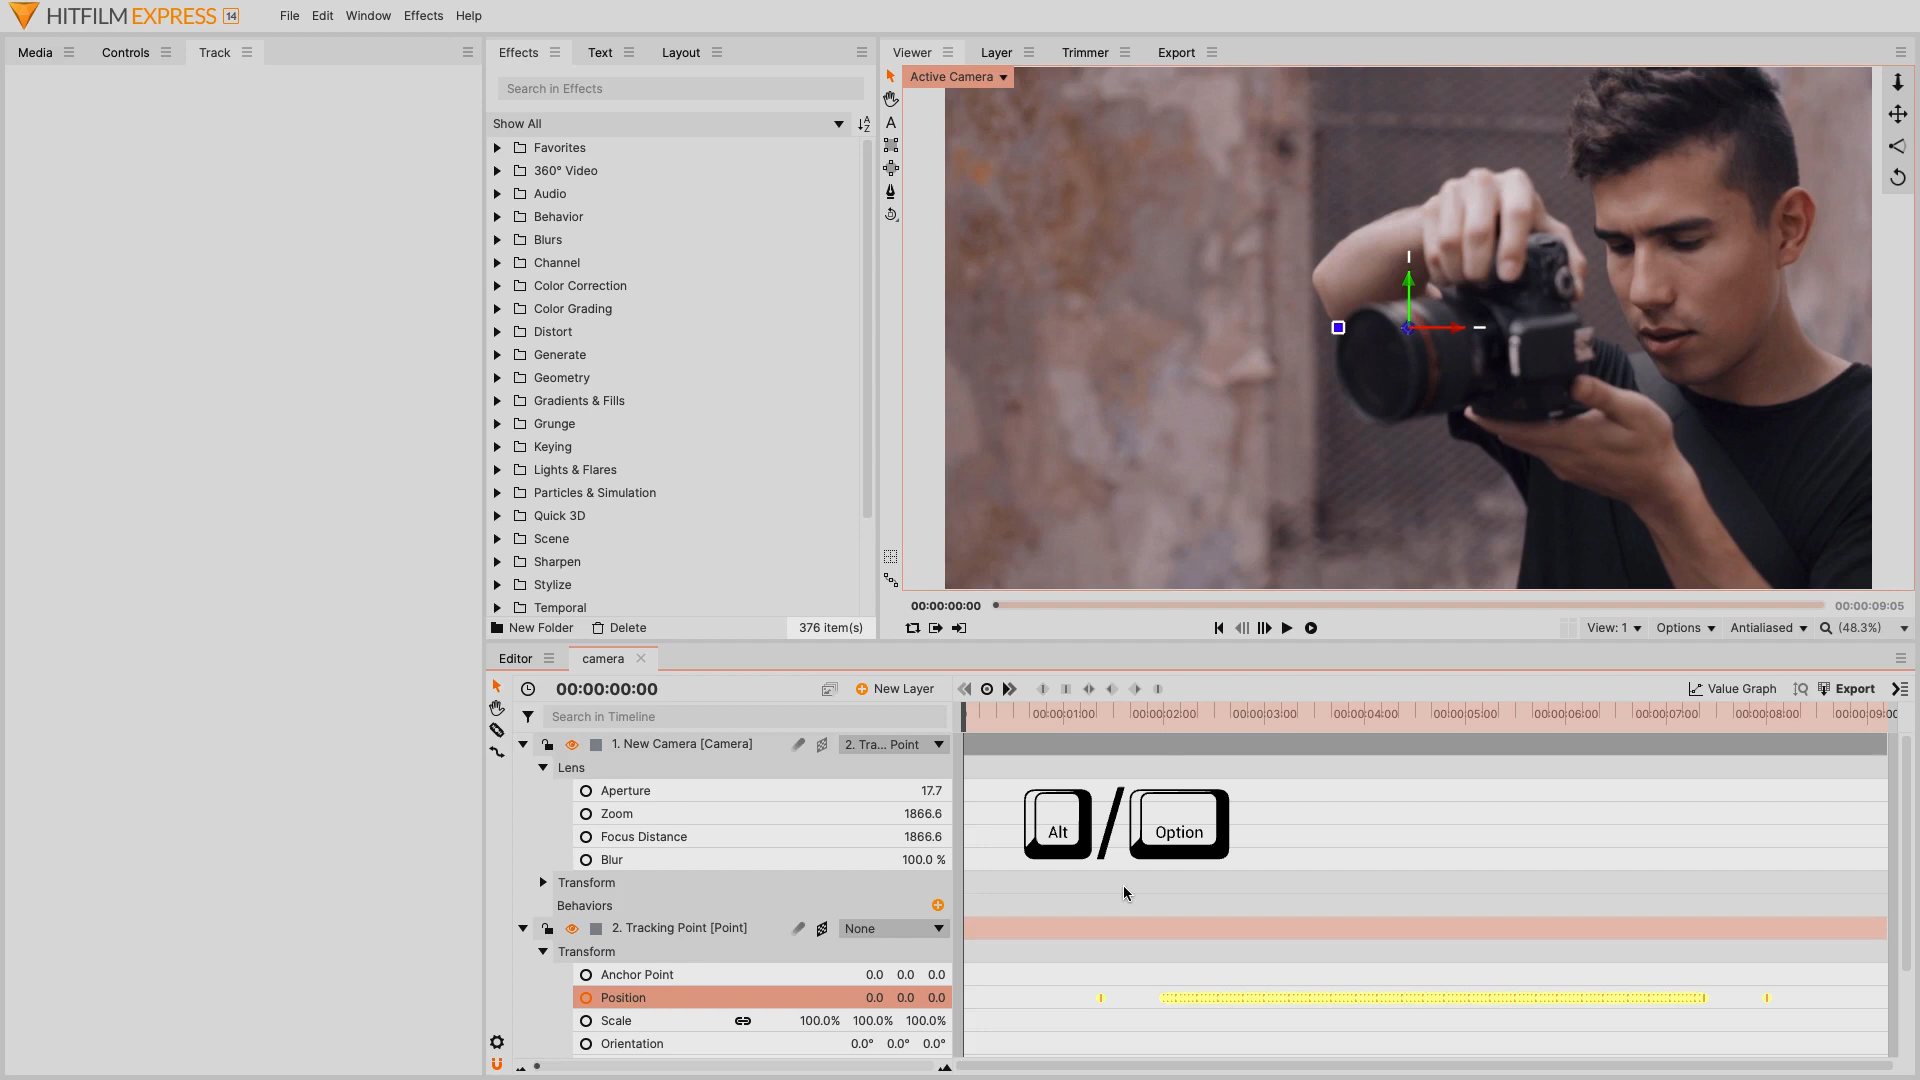 HITFILM EXPRESS 14
File Edit Window Effects Help
Media Controls Track
Effects Text Layout
Viewer Layer Trimmer Export
Search in Effects
Show All
Favorites
360° Video
Audio
Behavior
Blurs
Channel
Color Correction
Color Grading
Distort
Generate
Geometry
Gradients & Fills
Grunge
Keying
Lights & Flares
Particles & Simulation
Quick 3D
Scene
Sharpen
Stylize
Temporal
New Folder Delete 376 item(s)
Active Camera
A
00:00:00:00 00:00:09:05
View: 1 Options Antialiased (48.3%)
Editor camera
00:00:00:00 New Layer Value Graph Export
Search in Timeline
00:00:01:00 00:00:02:00 00:00:03:00 00:00:04:00 00:00:05:00 00:00:06:00 00:00:07:00 00:00:08:00 00:00:09:00
1. New Camera [Camera] 2. Tra... Point
Lens
Aperture 17.7
Zoom 1866.6
Focus Distance 1866.6
Blur 100.0 %
Transform
Behaviors
2. Tracking Point [Point] None
Transform
Anchor Point 0.0 0.0 0.0
Position 0.0 0.0 0.0
Scale 100.0% 100.0% 100.0%
Orientation 0.0° 0.0° 0.0°
Alt / Option